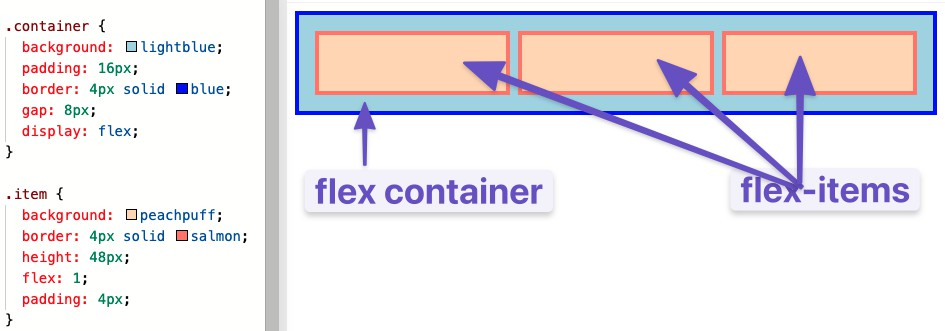 .container {
background: lightblue;
padding: 16px;
border: 4px solid blue;
gap: 8px;
display: flex;
}
.item {
background: peachpuff;
border: 4px solid salmon;
height: 48px;
flex: 1;
padding: 4px;
}
flex container
flex-items